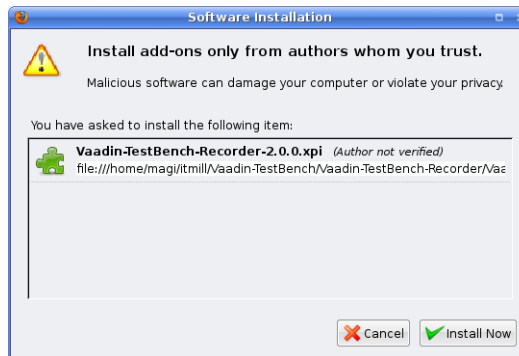 Software Installation
Install add-ons only from authors whom you trust.
Malicious software can damage your computer or violate your privacy.
You have asked to install the following item:
Vaadin-TestBench-Recorder-2.0.0.xpi (Author not verified)
file:///home/magi/itmill/Vaadin-TestBench/Vaadin-TestBench-Recorder/Vaa
Cancel
Install Now